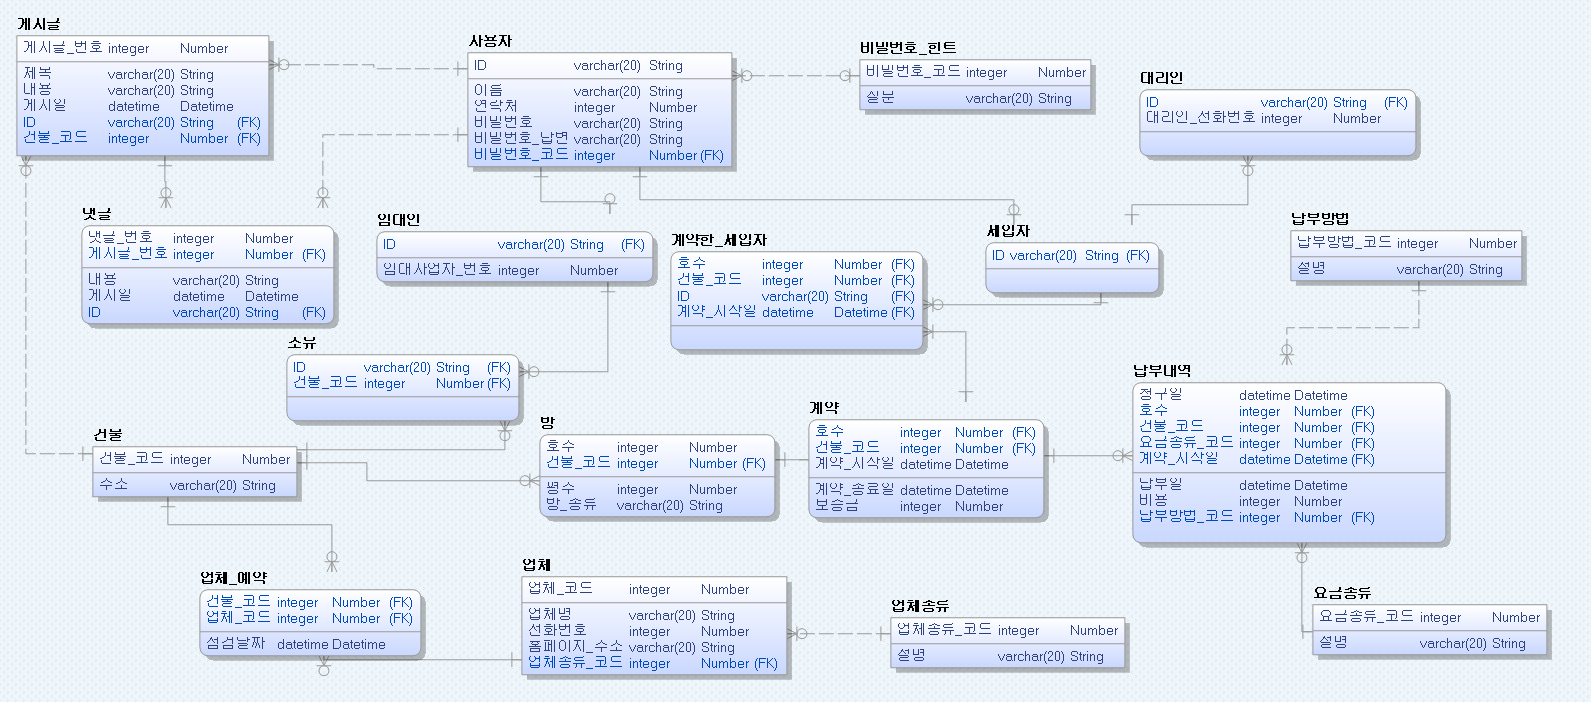 게시글
게시글_번호 integer Number
제목 varchar(20) String
내용 varchar(20) String
게시일 datetime Datetime
ID varchar(20) String (FK)
건물_코드 integer Number (FK)
사용자
ID varchar(20) String
이름 varchar(20) String
연락처 integer Number
비밀번호 varchar(20) String
비밀번호_답변 varchar(20) String
비밀번호_코드 integer Number (FK)
비밀번호_힌트
비밀번호_코드 integer Number
질문 varchar(20) String
대리인
ID varchar(20) String (FK)
대리인_전화번호 integer Number
댓글
댓글_번호 integer Number
게시글_번호 integer Number (FK)
내용 varchar(20) String
게시일 datetime Datetime
ID varchar(20) String (FK)
임대인
ID varchar(20) String (FK)
임대사업자_번호 integer Number
계약한_세입자
호수 integer Number (FK)
건물_코드 integer Number (FK)
ID varchar(20) String (FK)
계약_시작일 datetime Datetime (FK)
세입자
ID varchar(20) String (FK)
납부방법
납부방법_코드 integer Number
설명 varchar(20) String
소유
ID varchar(20) String (FK)
건물_코드 integer Number (FK)
건물
건물_코드 integer Number
주소 varchar(20) String
방
호수 integer Number
건물_코드 integer Number (FK)
평수 integer Number
방_종류 varchar(20) String
계약
호수 integer Number (FK)
건물_코드 integer Number (FK)
계약_시작일 datetime Datetime
계약_종료일 datetime Datetime
보증금 integer Number
납부내역
청구일 datetime Datetime
호수 integer Number (FK)
건물_코드 integer Number (FK)
요금종류_코드 integer Number (FK)
계약_시작일 datetime Datetime (FK)
납부일 datetime Datetime
비용 integer Number
납부방법_코드 integer Number (FK)
업체_예약
건물_코드 integer Number (FK)
업체_코드 integer Number (FK)
점검날짜 datetime Datetime
업체
업체_코드 integer Number
업체명 varchar(20) String
전화번호 integer Number
홈페이지_주소 varchar(20) String
업체종류_코드 integer Number (FK)
업체종류
업체종류_코드 integer Number
설명 varchar(20) String
요금종류
요금종류_코드 integer Number
설명 varchar(20) String